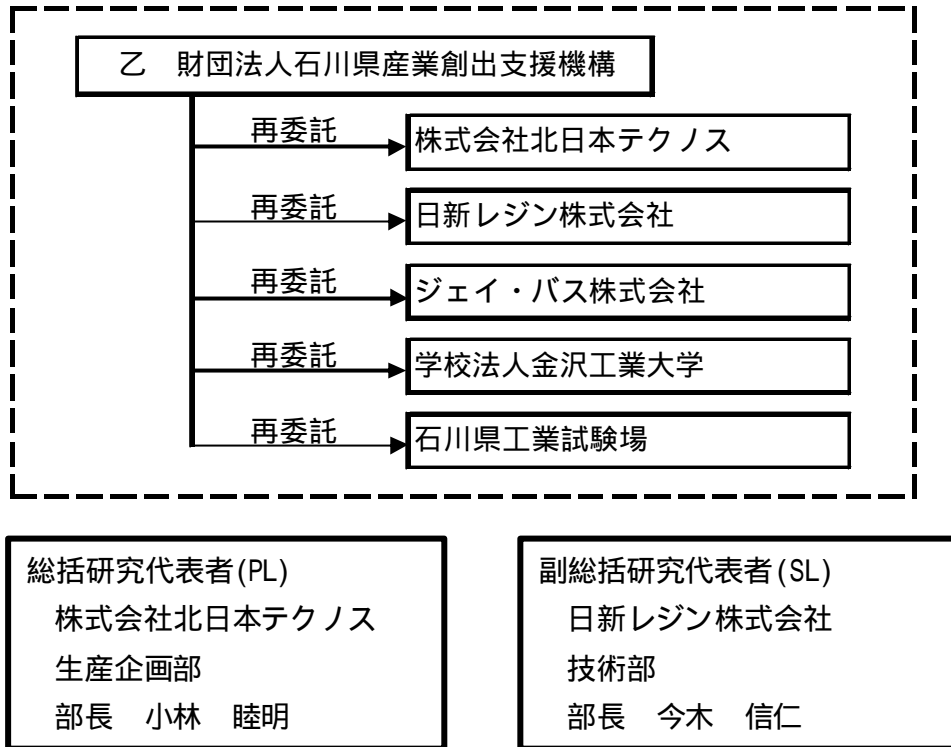 乙　財団法人石川県産業創出支援機構
再委託
株式会社北日本テクノス
再委託
日新レジン株式会社
再委託
ジェイ・バス株式会社
再委託
学校法人金沢工業大学
再委託
石川県工業試験場
総括研究代表者(PL)
株式会社北日本テクノス
生産企画部
部長　小林　睦明
副総括研究代表者(SL)
日新レジン株式会社
技術部
部長　今木　信仁